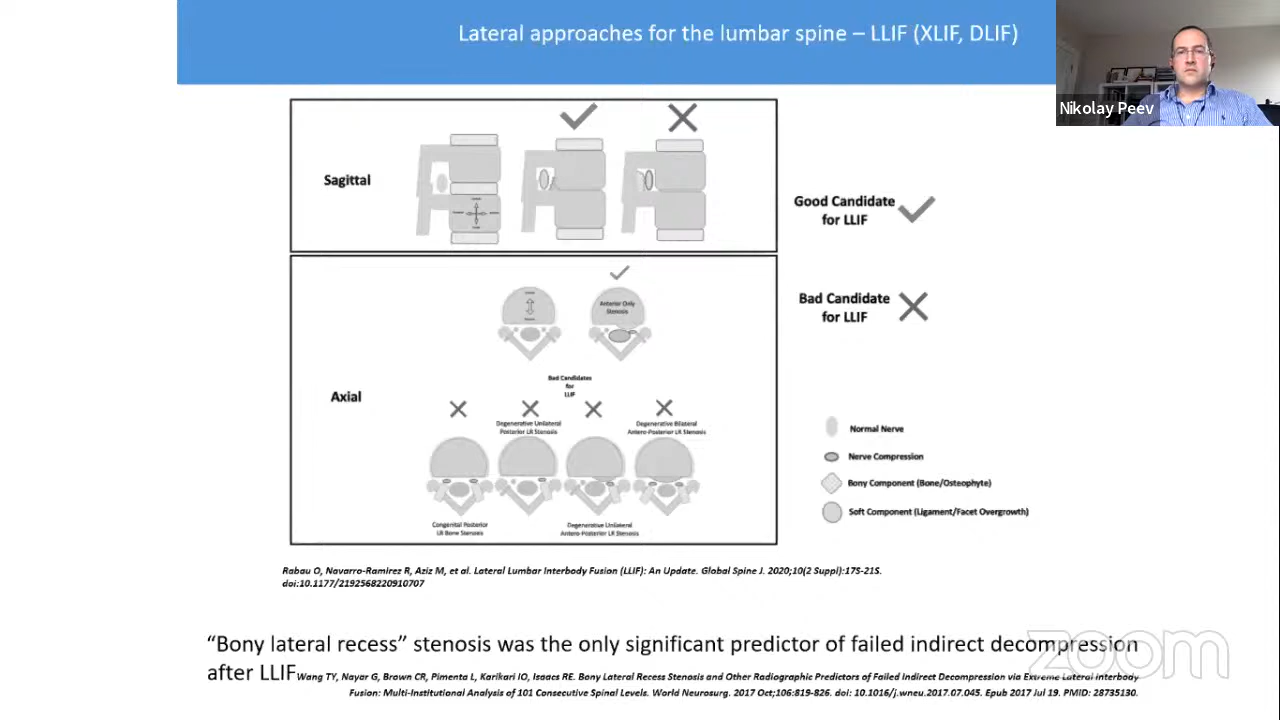 Lateral approaches for the lumbar spine – LLIF (XLIF, DLIF)
Nikolay Peev
Sagittal
Good Candidate
for LLIF
Bad Candidate
for LLIF
Anterior Only
Stenosis
Axial
Bad Candidates
for
LLIF
Degenerative Unilateral
Posterior LR Stenosis
Degenerative Bilateral
Antero-Posterior LR Stenosis
Congenital Posterior
LR Bone Stenosis
Degenerative Unilateral
Antero-Posterior LR Stenosis
Normal Nerve
Nerve Compression
Bony Component (Bone/Osteophyte)
Soft Component (Ligament/Facet Overgrowth)
Rabau O, Navarro-Ramirez R, Aziz M, et al. Lateral Lumbar Interbody Fusion (LLIF): An Update. Global Spine J. 2020;10(2 Suppl):17S-21S.
doi:10.1177/2192568220910707
“Bony lateral recess” stenosis was the only significant predictor of failed indirect decompression
after LLIF Wang TY, Nayar G, Brown CR, Pimenta L, Karikari IO, Isaacs RE. Bony Lateral Recess Stenosis and Other Radiographic Predictors of Failed Indirect Decompression via Extreme Lateral Interbody
Fusion: Multi-Institutional Analysis of 101 Consecutive Spinal Levels. World Neurosurg. 2017 Oct;106:819-826. doi: 10.1016/j.wneu.2017.07.045. Epub 2017 Jul 19. PMID: 28735130.
zoom